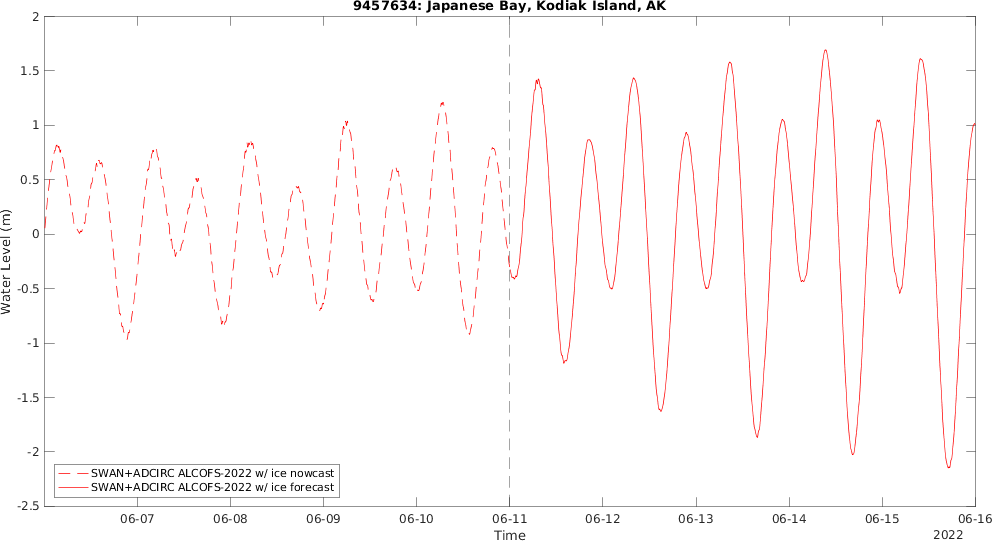 9457634: Japanese Bay, Kodiak Island, AK
2
1.5
1
0.5
0
-0.5
-1
-1.5
-2
-2.5
Water Level (m)
SWAN+ADCIRC ALCOFS-2022 w/ ice nowcast
SWAN+ADCIRC ALCOFS-2022 w/ ice forecast
06-07 06-08 06-09 06-10 06-11 06-12 06-13 06-14 06-15 06-16
Time
2022